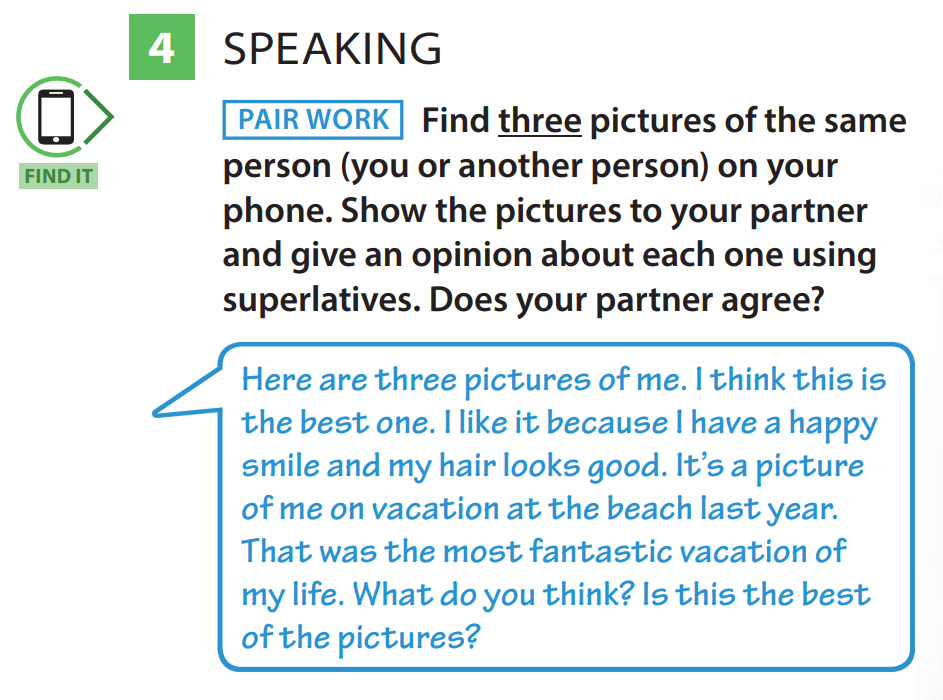 4 SPEAKING
FIND IT
PAIR WORK Find three pictures of the same
person (you or another person) on your
phone. Show the pictures to your partner
and give an opinion about each one using
superlatives. Does your partner agree?
Here are three pictures of me. I think this is
the best one. I like it because I have a happy
smile and my hair looks good. It's a picture
of me on vacation at the beach last year.
That was the most fantastic vacation of
my life. What do you think? Is this the best
of the pictures?